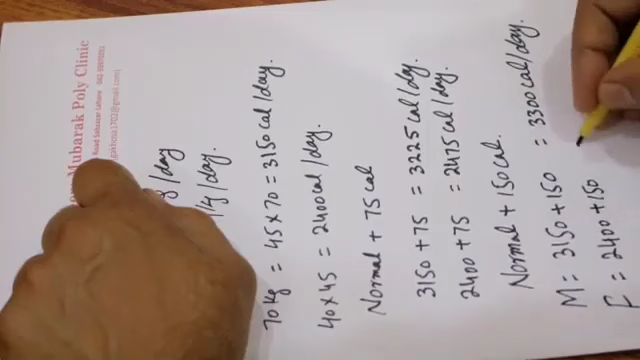 Mubarak Poly Clinic
/day
/day.
70 kg = 45 × 70 = 3150 Cal/day.
40 × 45 = 2400 Cal/day.
Normal + 75 Cal
3150 + 75 = 3225 Cal/day.
2400 + 75 = 2475 Cal/day.
Normal + 150 Cal.
M = 3150 + 150 = 3300 Cal/day.
F = 2400 + 150